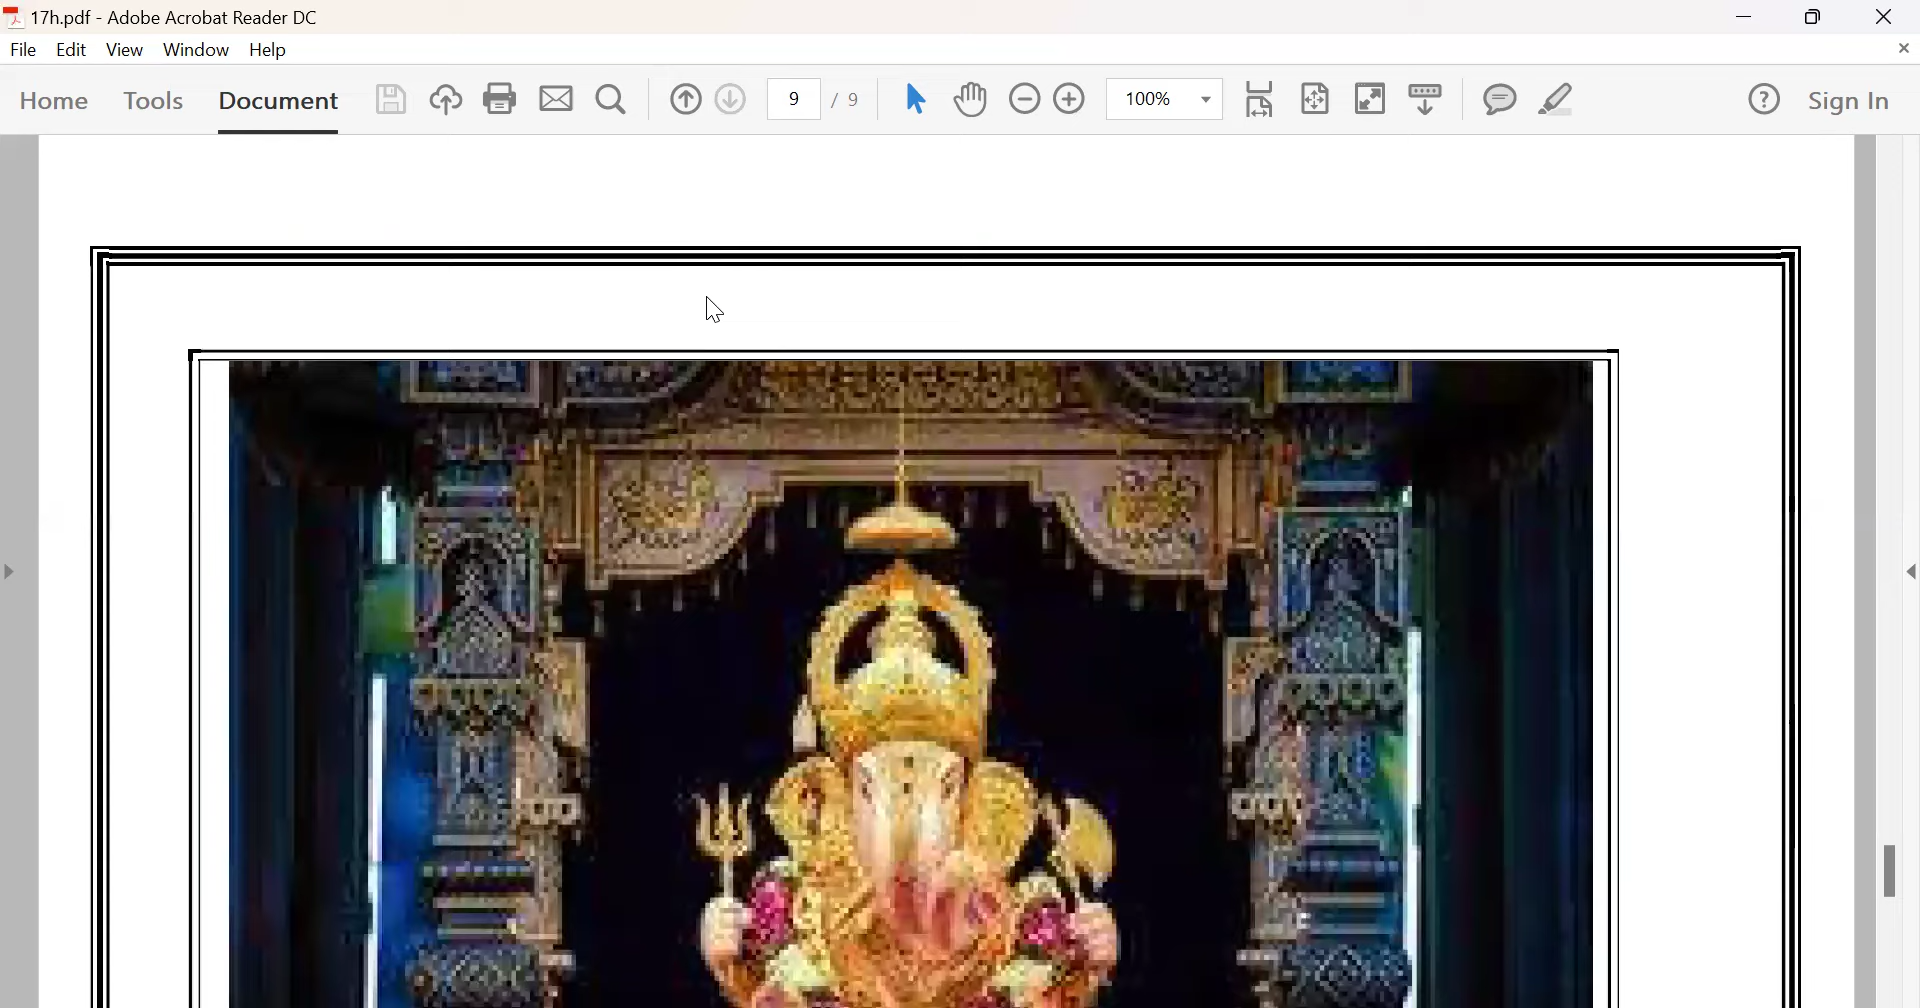 17h.pdf - Adobe Acrobat Reader DC
File Edit View Window Help
Home Tools Document 9 / 9 100% Sign In